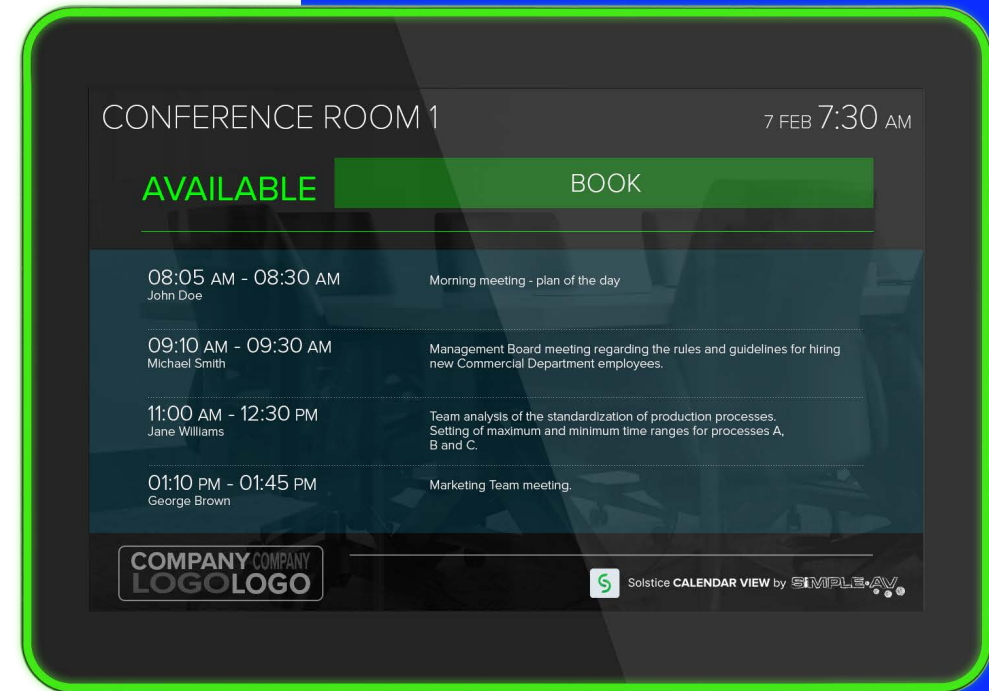 CONFERENCE ROOM 1
7 FEB 7:30 AM
AVAILABLE
BOOK
08:05 AM - 08:30 AM
John Doe
Morning meeting - plan of the day
09:10 AM - 09:30 AM
Michael Smith
Management Board meeting regarding the rules and guidelines for hiring
new Commercial Department employees.
11:00 AM - 12:30 PM
Jane Williams
Team analysis of the standardization of production processes.
Setting of maximum and minimum time ranges for processes A,
B and C.
01:10 PM - 01:45 PM
George Brown
Marketing Team meeting.
COMPANY COMPANY
LOGOLOGO
S Solstice CALENDAR VIEW by SiMPLE•AV